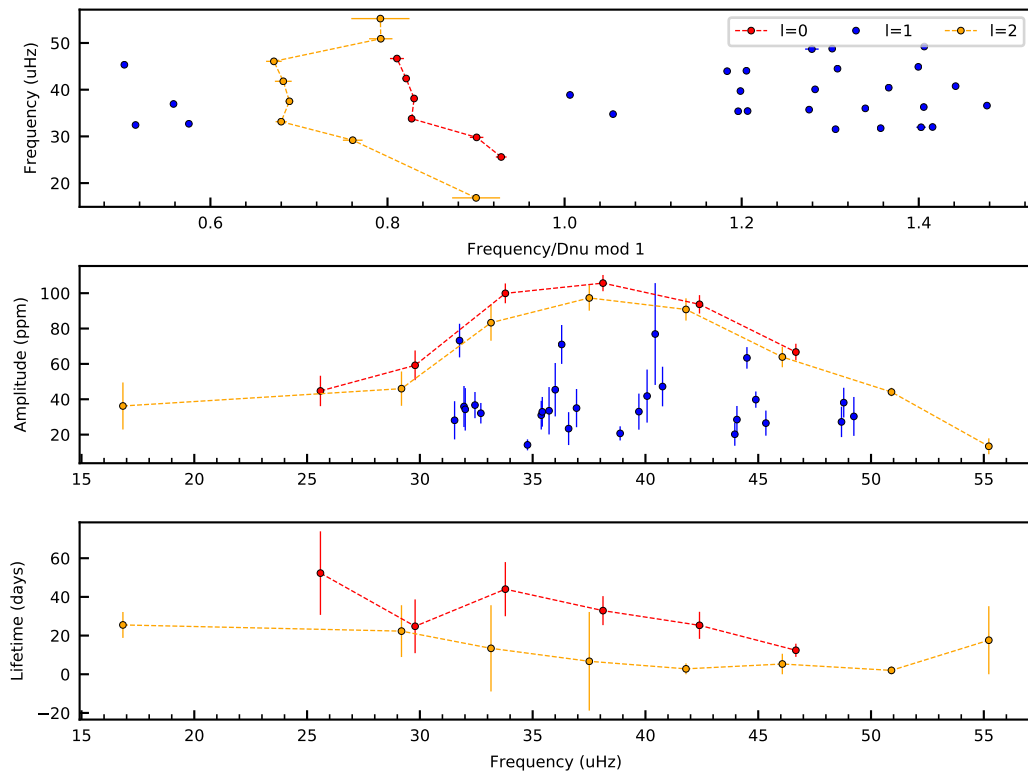 l=0 l=1 l=2
Frequency (uHz)
50
40
30
20
0.6 0.8 1.0 1.2 1.4
Frequency/Dnu mod 1
Amplitude (ppm)
100
80
60
40
20
15 20 25 30 35 40 45 50 55
Lifetime (days)
60
40
20
0
−20
15 20 25 30 35 40 45 50 55
Frequency (uHz)